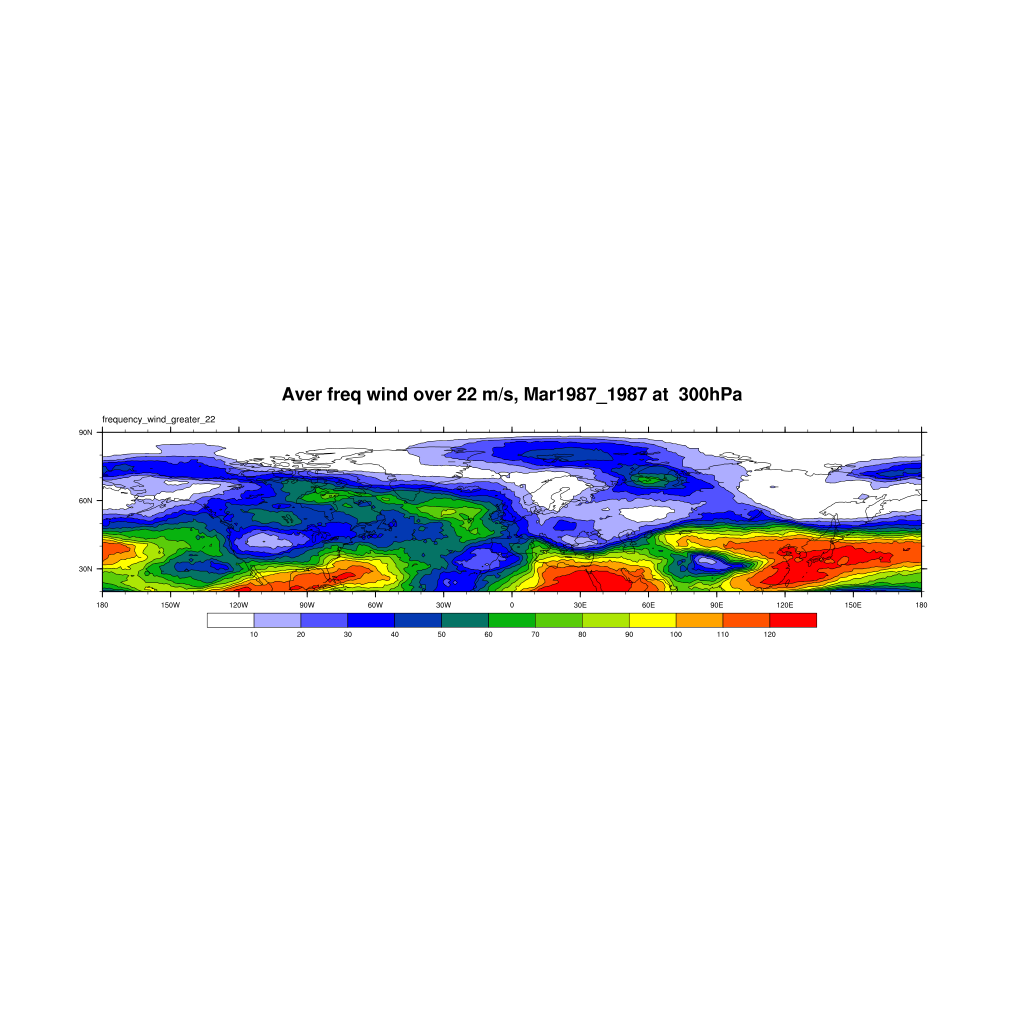 Aver freq wind over 22 m/s, Mar1987_1987 at  300hPa
frequency_wind_greater_22
90N
60N
30N
180 150W 120W 90W 60W 30W 0 30E 60E 90E 120E 150E 180
10 20 30 40 50 60 70 80 90 100 110 120